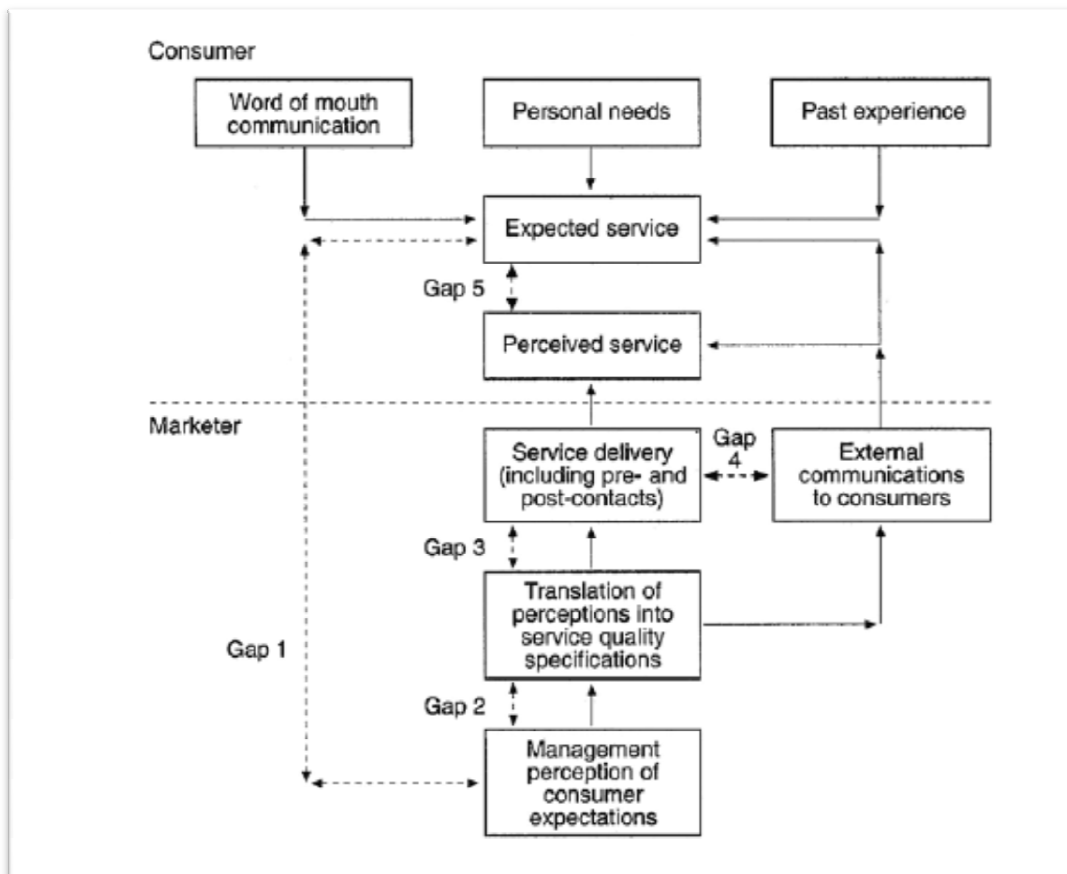 Consumer
Word of mouth
communication
Personal needs
Past experience
Expected service
Gap 5
Perceived service
Marketer
Service delivery
(including pre- and
post-contacts)
Gap
4
External
communications
to consumers
Gap 3
Translation of
perceptions into
service quality
specifications
Gap 1
Gap 2
Management
perception of
consumer
expectations